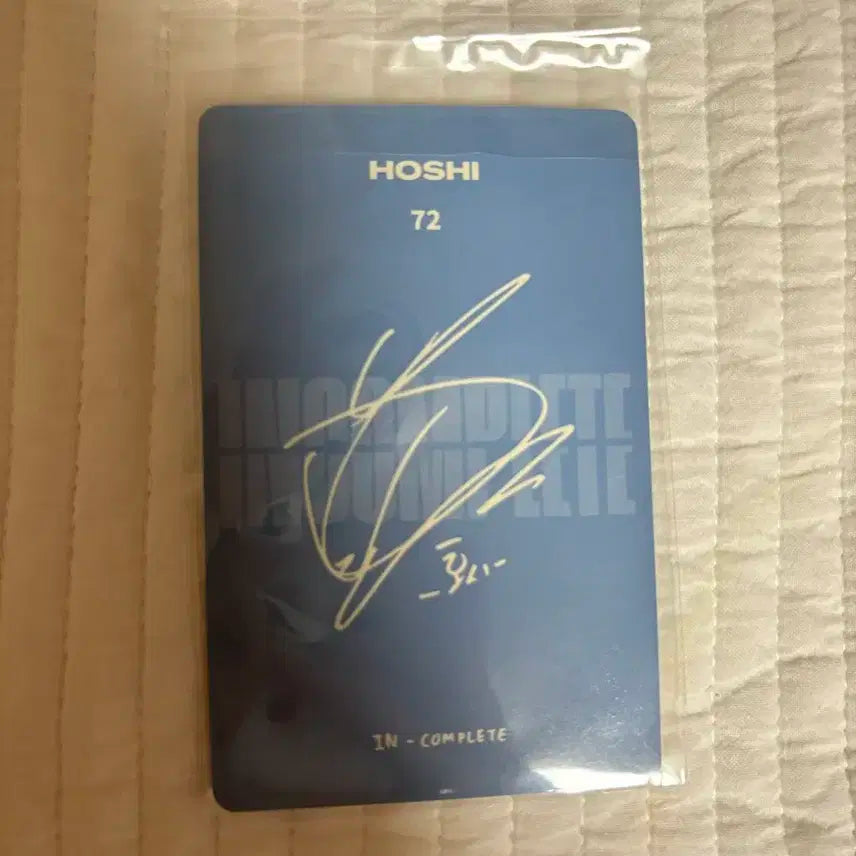 HOSHI
72
INCOMPLETE
INCOMPLETE
-호시-
IN - COMPLETE